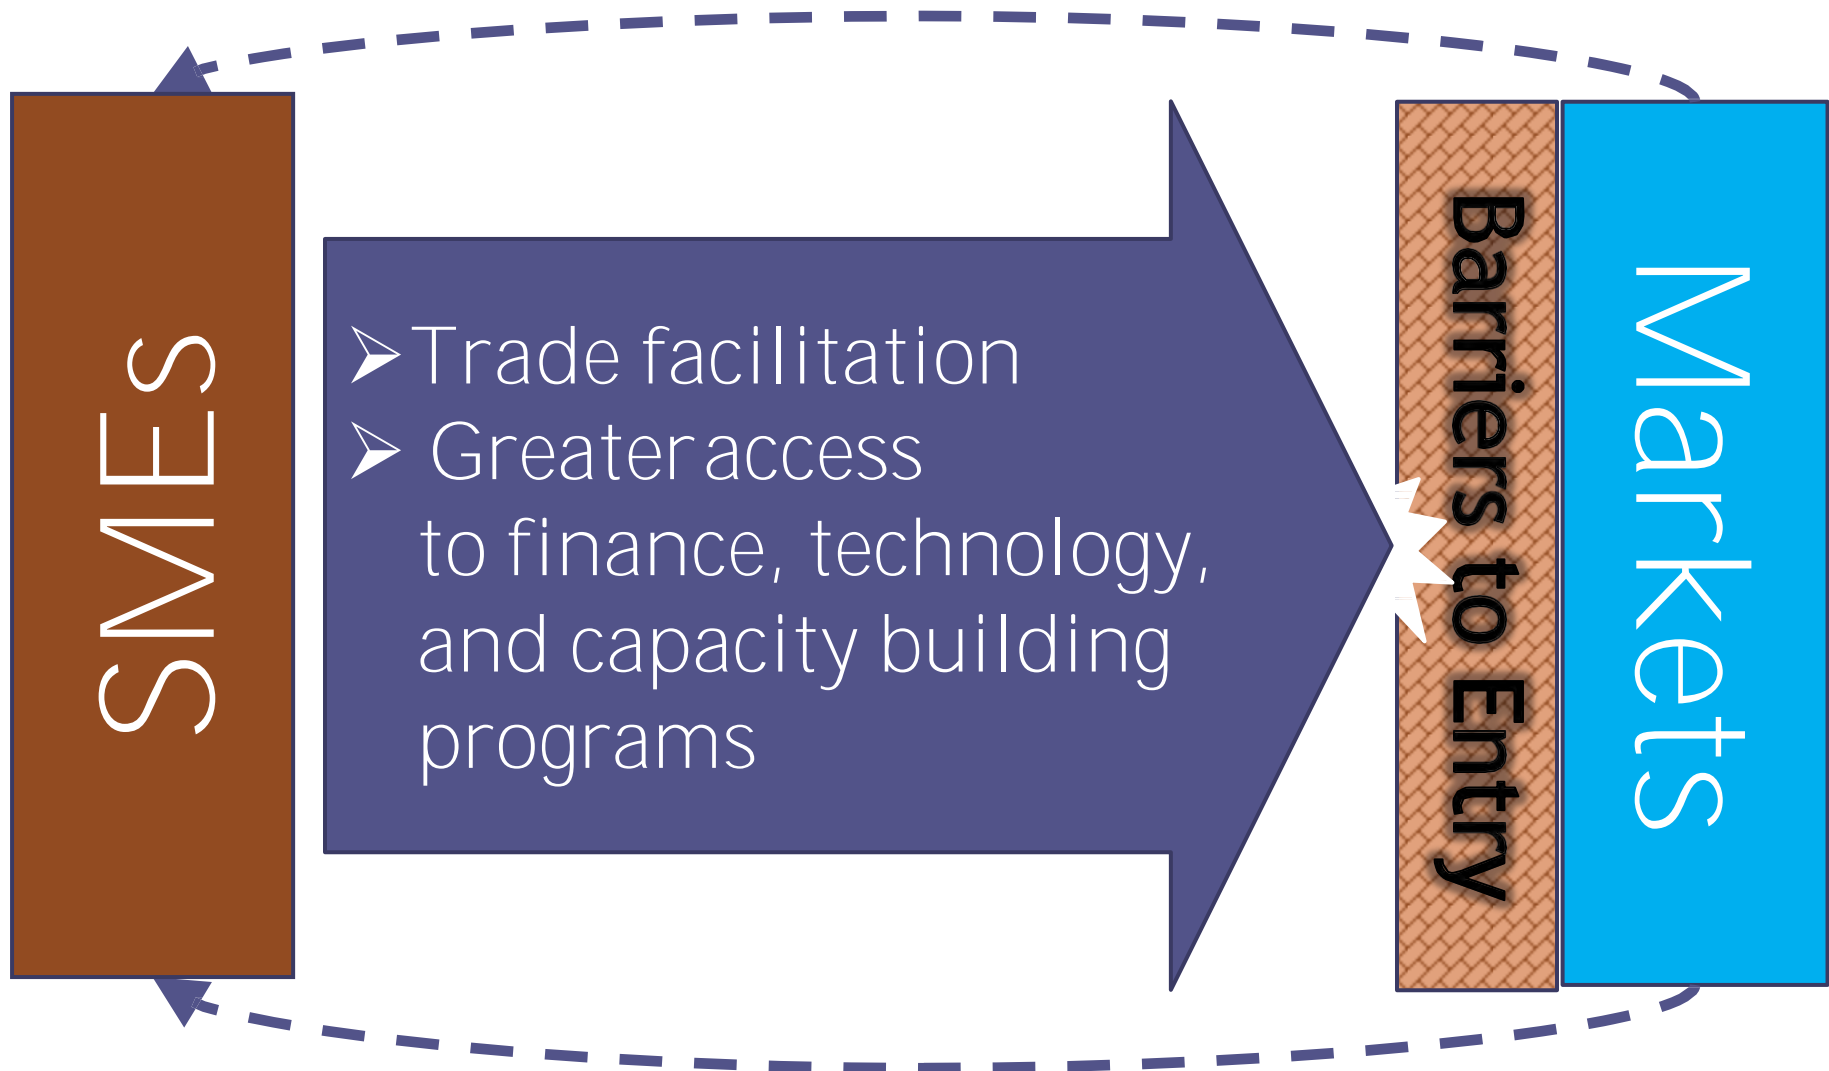 SMEs
➢Trade facilitation
➢ Greater access
to finance, technology,
and capacity building
programs
Barriers to Entry
Markets